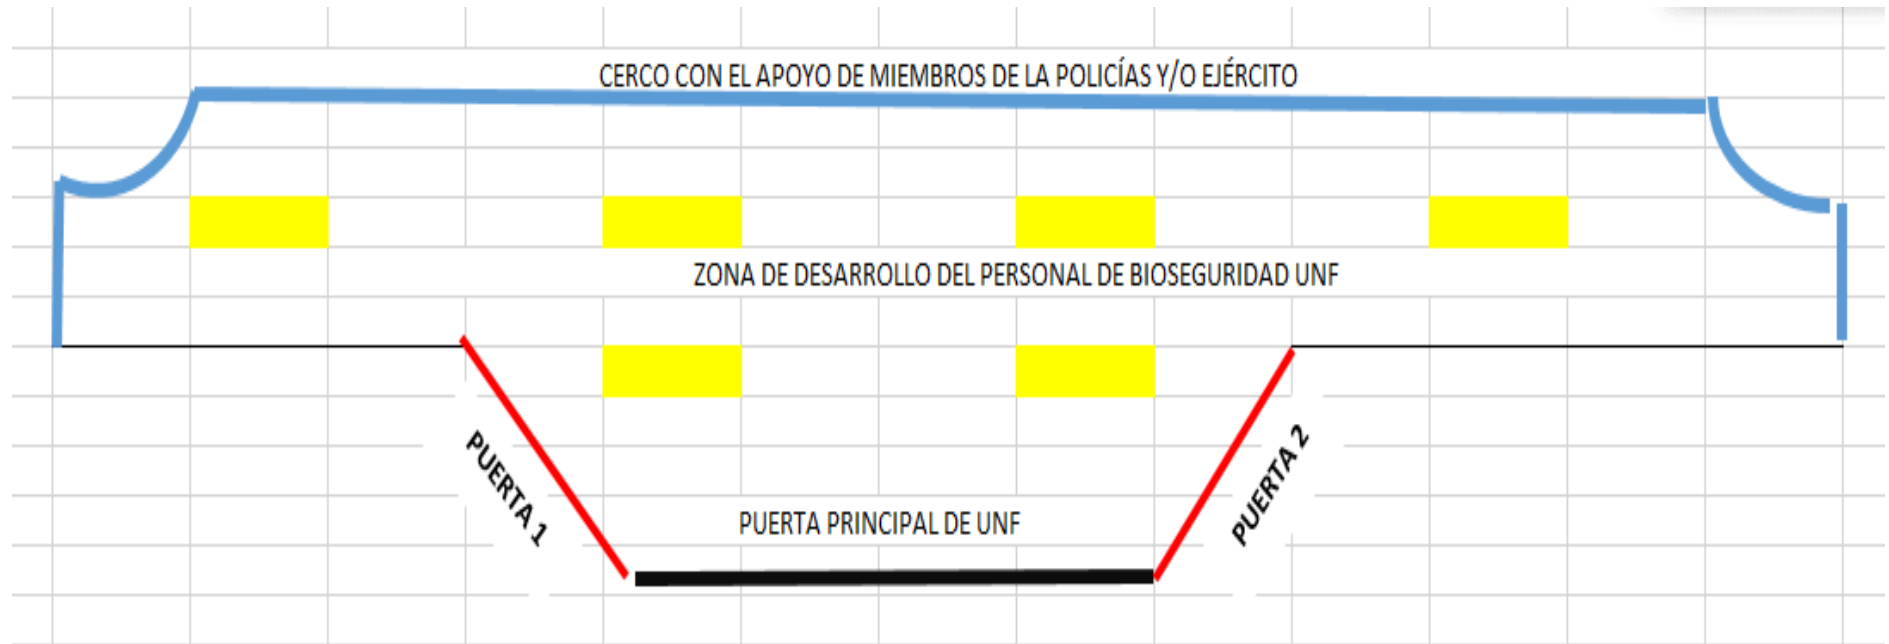 CERCO CON EL APOYO DE MIEMBROS DE LA POLICÍAS Y/O EJÉRCITO
ZONA DE DESARROLLO DEL PERSONAL DE BIOSEGURIDAD UNF
PUERTA 1
PUERTA 2
PUERTA PRINCIPAL DE UNF